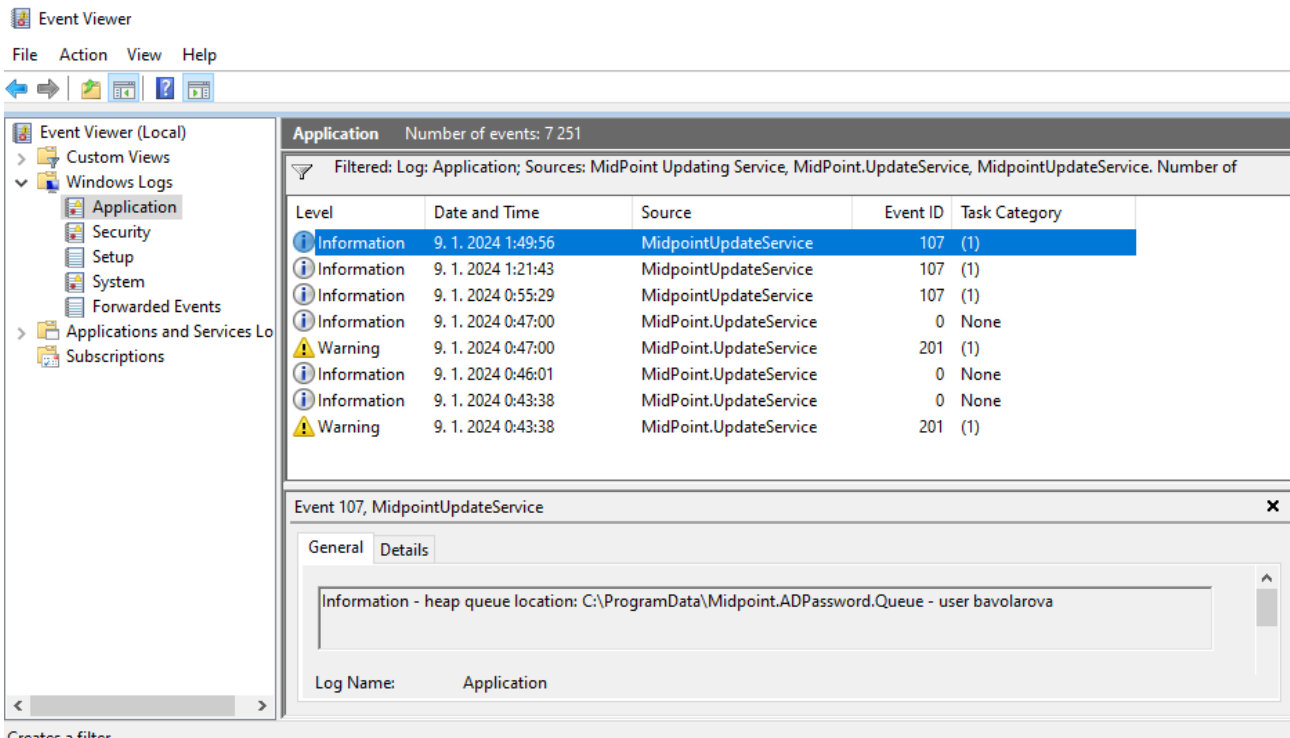 Event Viewer
File Action View Help
Event Viewer (Local)
Custom Views
Windows Logs
Application
Security
Setup
System
Forwarded Events
Applications and Services Lo
Subscriptions
Application Number of events: 7 251
Filtered: Log: Application; Sources: MidPoint Updating Service, MidPoint.UpdateService, MidpointUpdateService. Number of
Level Date and Time Source Event ID Task Category
Information 9. 1. 2024 1:49:56 MidpointUpdateService 107 (1)
Information 9. 1. 2024 1:21:43 MidpointUpdateService 107 (1)
Information 9. 1. 2024 0:55:29 MidpointUpdateService 107 (1)
Information 9. 1. 2024 0:47:00 MidPoint.UpdateService 0 None
Warning 9. 1. 2024 0:47:00 MidPoint.UpdateService 201 (1)
Information 9. 1. 2024 0:46:01 MidPoint.UpdateService 0 None
Information 9. 1. 2024 0:43:38 MidPoint.UpdateService 0 None
Warning 9. 1. 2024 0:43:38 MidPoint.UpdateService 201 (1)
Event 107, MidpointUpdateService
General Details
Information - heap queue location: C:\ProgramData\Midpoint.ADPassword.Queue - user bavolarova
Log Name: Application
Creates a filter